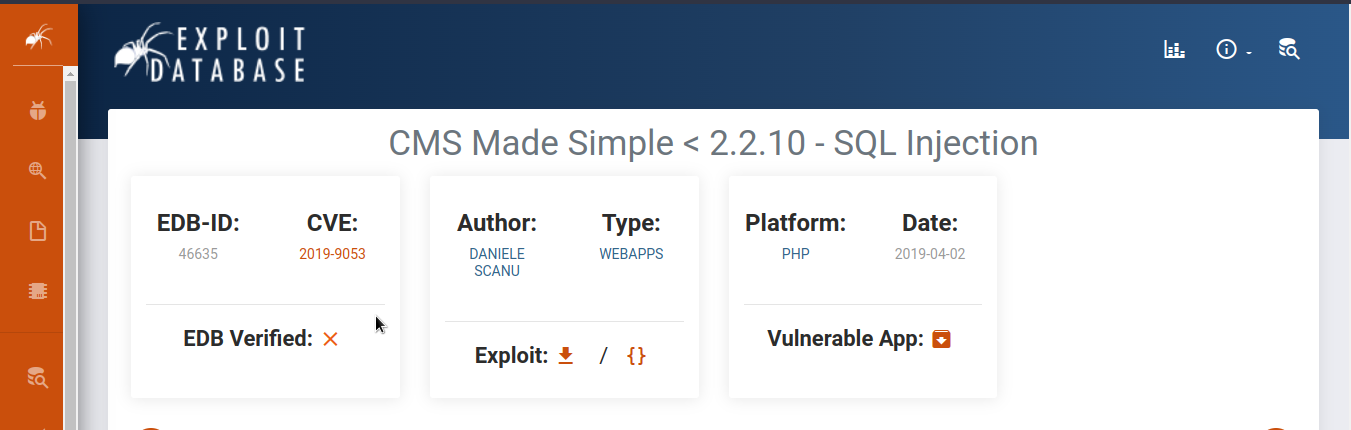 EXPLOIT
DATABASE
CMS Made Simple < 2.2.10 - SQL Injection
EDB-ID: CVE:
46635 2019-9053
EDB Verified:
Author: Type:
DANIELE WEBAPPS
SCANU
Exploit: / {}
Platform: Date:
PHP 2019-04-02
Vulnerable App: